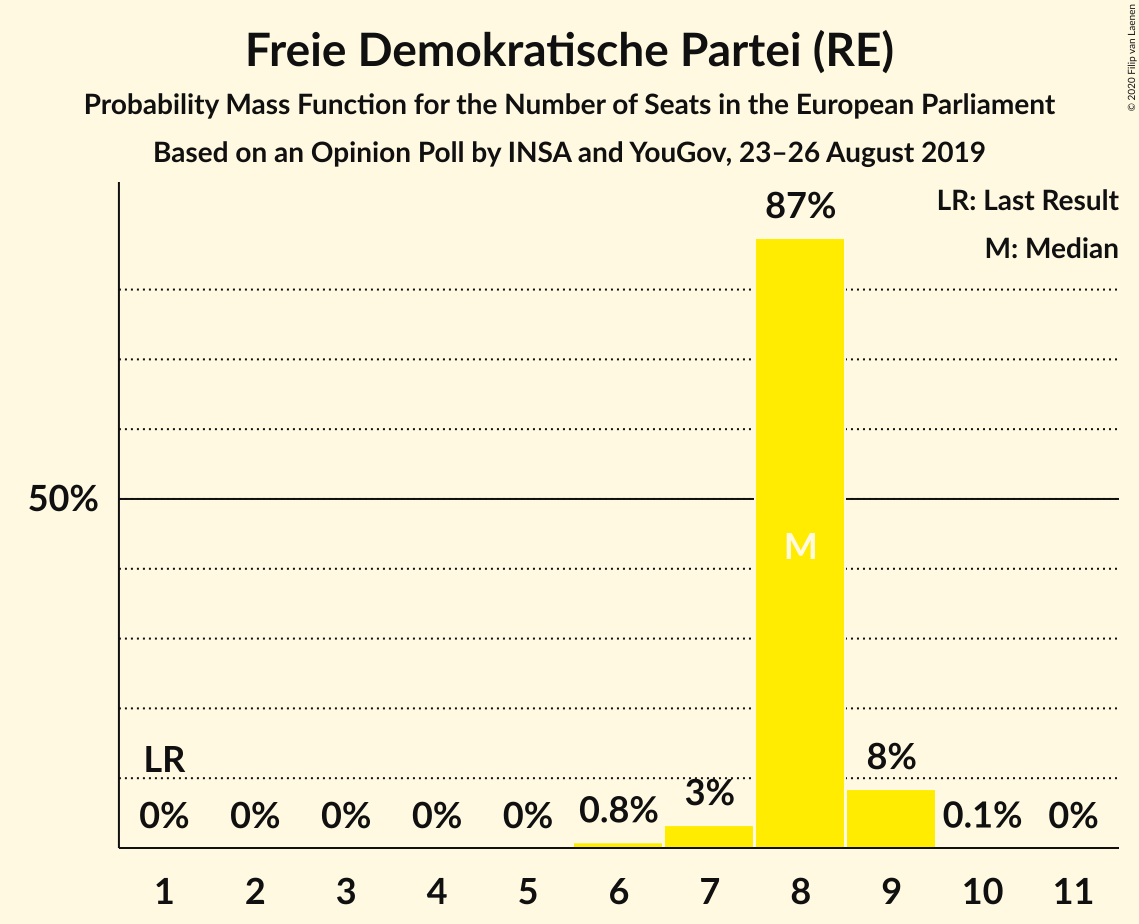 Freie Demokratische Partei (RE)
Probability Mass Function for the Number of Seats in the European Parliament
Based on an Opinion Poll by INSA and YouGov, 23–26 August 2019
© 2020 Filip van Laenen
LR: Last Result
M: Median
87%
50%
M
LR
0%
0%
0%
0%
0%
0.8%
3%
8%
0.1%
0%
1 2 3 4 5 6 7 8 9 10 11